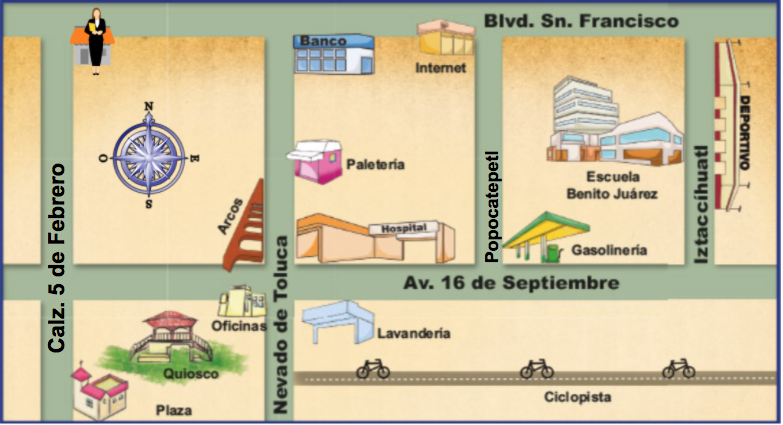 Blvd. Sn. Francisco
Banco
Internet
N
O
E
S
Paletería
Escuela
Benito Juárez
DEPORTIVO
Calz. 5 de Febrero
Arcos
Hospital
Popocatepetl
Gasolinería
Iztaccihuatl
Nevado de Toluca
Av. 16 de Septiembre
Oficinas
Lavandería
Quiosco
Plaza
Ciclopista